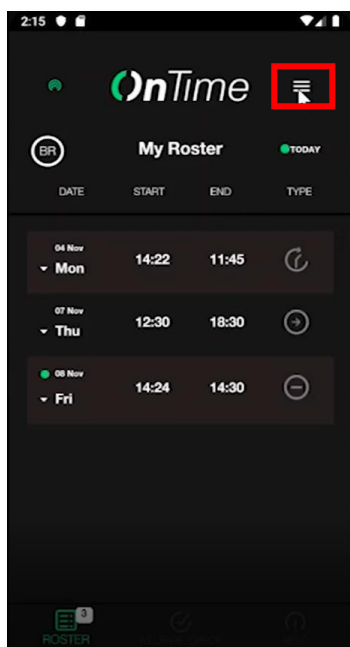 2:15
OnTime
BR
My Roster
TODAY
DATE START END TYPE
04 Nov
Mon 14:22 11:45
07 Nov
Thu 12:30 18:30
08 Nov
Fri 14:24 14:30
3
ROSTER